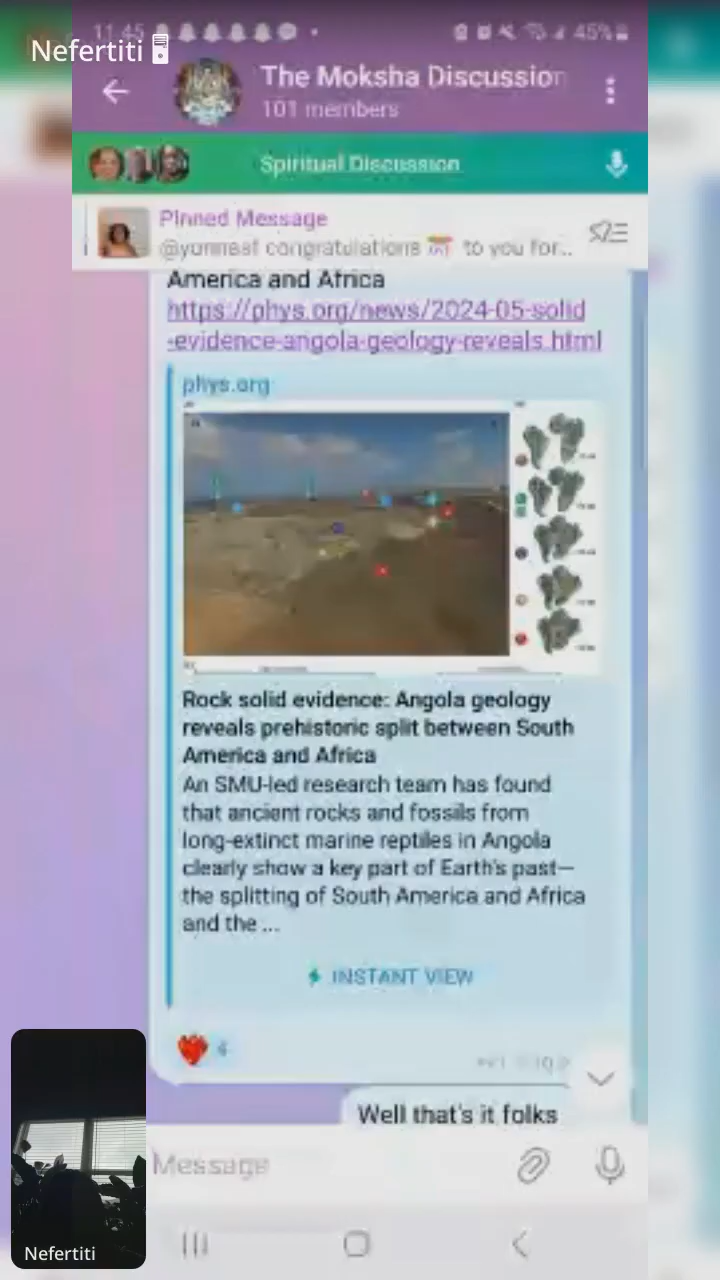 Nefertiti
11:45
45%
The Moksha Discussion
101 members
Spiritual Discussion
Pinned Message
@yunnasf congratulations to you for...
America and Africa
https://phys.org/news/2024-05-solid
-evidence-angola-geology-reveals.html
phys.org
Rock solid evidence: Angola geology
reveals prehistoric split between South
America and Africa
An SMU-led research team has found
that ancient rocks and fossils from
long-extinct marine reptiles in Angola
clearly show a key part of Earth's past—
the splitting of South America and Africa
and the ...
INSTANT VIEW
4
Well that's it folks
Message
Nefertiti